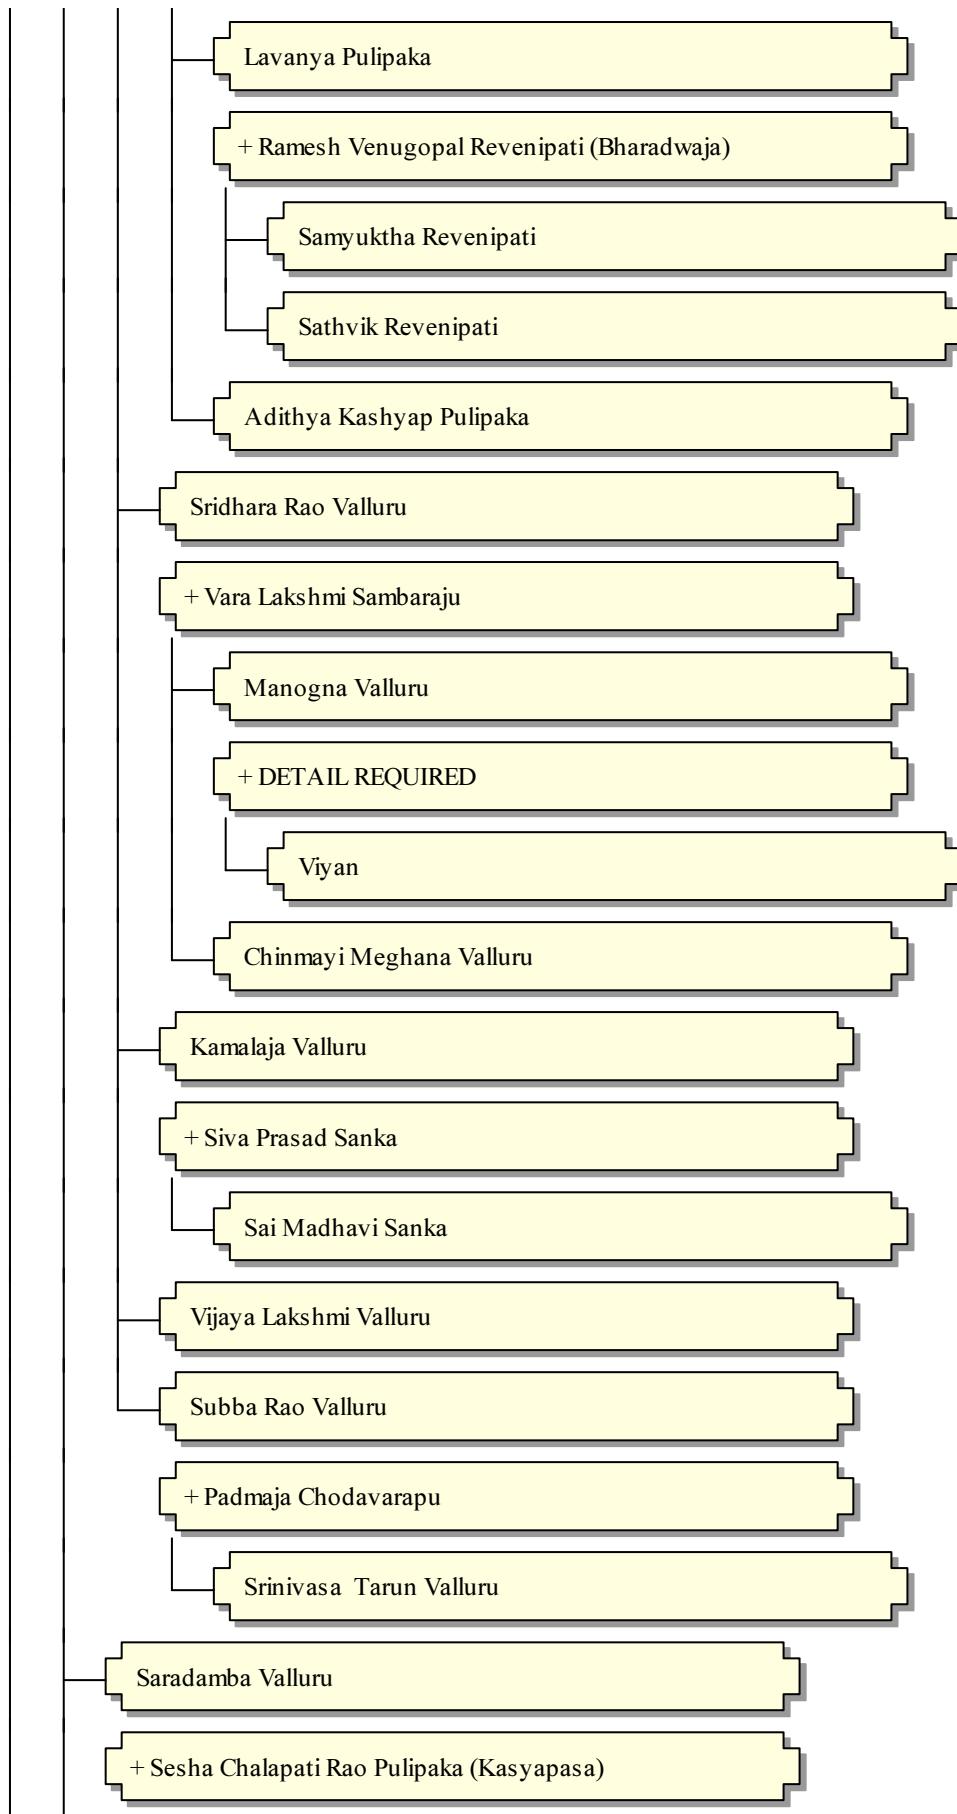 Lavanya Pulipaka
+ Ramesh Venugopal Revenipati (Bharadwaja)
Samyuktha Revenipati
Sathvik Revenipati
Adithya Kashyap Pulipaka
Sridhara Rao Valluru
+ Vara Lakshmi Sambaraju
Manogna Valluru
+ DETAIL REQUIRED
Viyan
Chinmayi Meghana Valluru
Kamalaja Valluru
+ Siva Prasad Sanka
Sai Madhavi Sanka
Vijaya Lakshmi Valluru
Subba Rao Valluru
+ Padmaja Chodavarapu
Srinivasa  Tarun Valluru
Saradamba Valluru
+ Sesha Chalapati Rao Pulipaka (Kasyapasa)